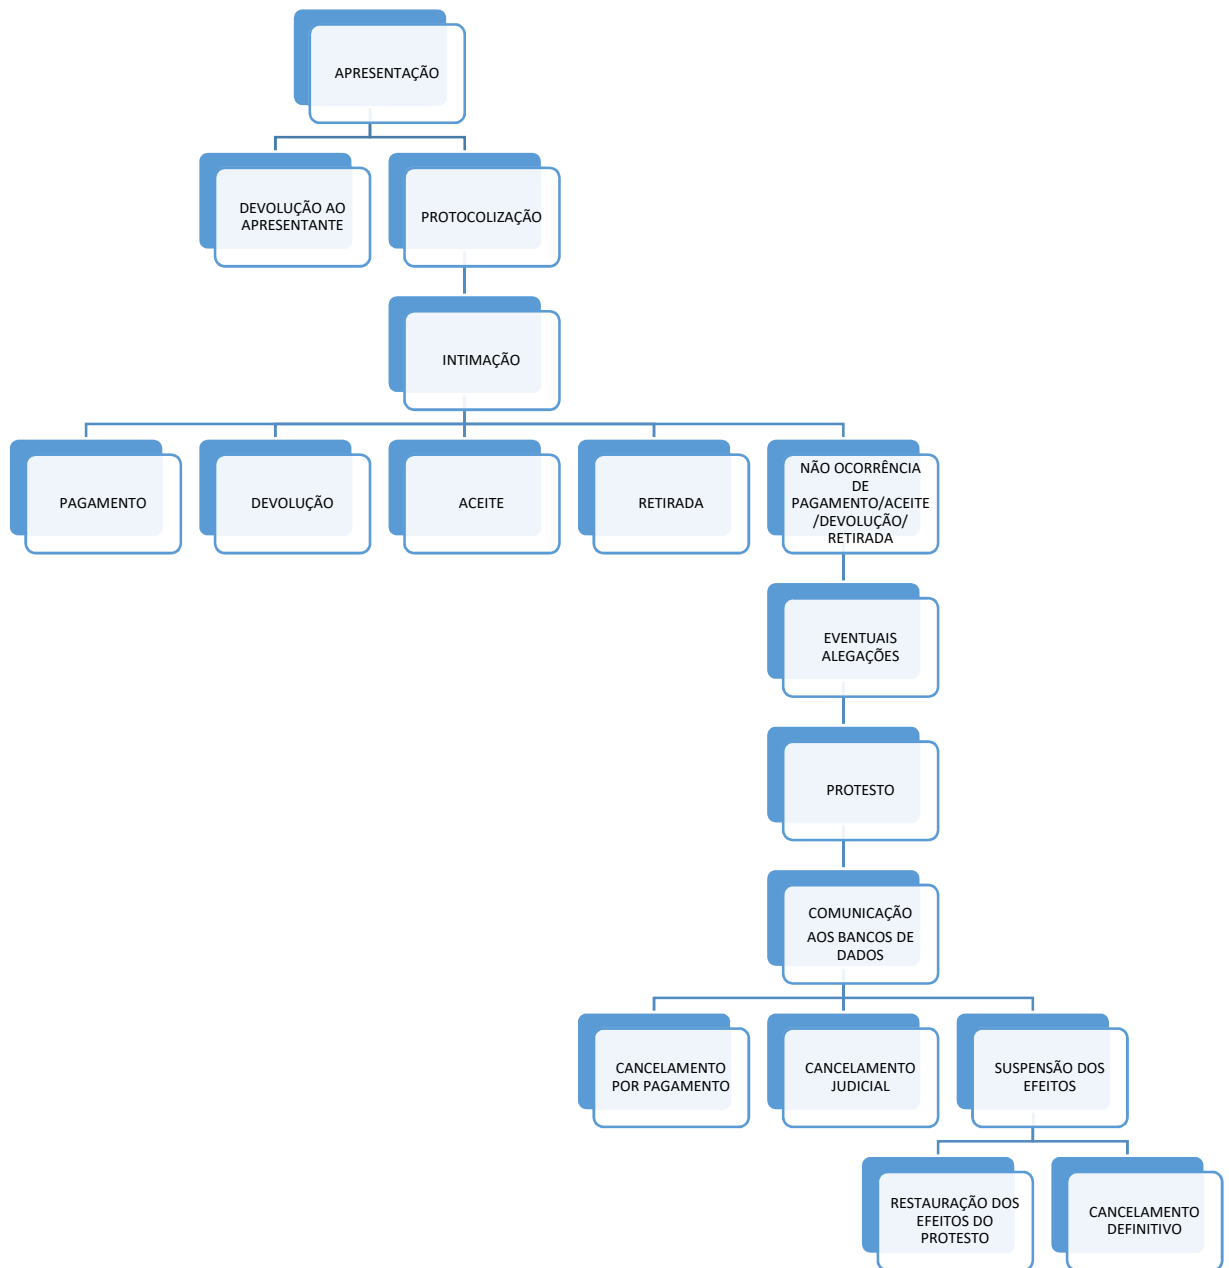 APRESENTAÇÃO
DEVOLUÇÃO AO
APRESENTANTE
PROTOCOLIZAÇÃO
INTIMAÇÃO
PAGAMENTO
DEVOLUÇÃO
ACEITE
RETIRADA
NÃO OCORRÊNCIA
DE
PAGAMENTO/ACEITE
/DEVOLUÇÃO/
RETIRADA
EVENTUAIS
ALEGAÇÕES
PROTESTO
COMUNICAÇÃO
AOS BANCOS DE
DADOS
CANCELAMENTO
POR PAGAMENTO
CANCELAMENTO
JUDICIAL
SUSPENSÃO DOS
EFEITOS
RESTAURAÇÃO DOS
EFEITOS DO
PROTESTO
CANCELAMENTO
DEFINITIVO